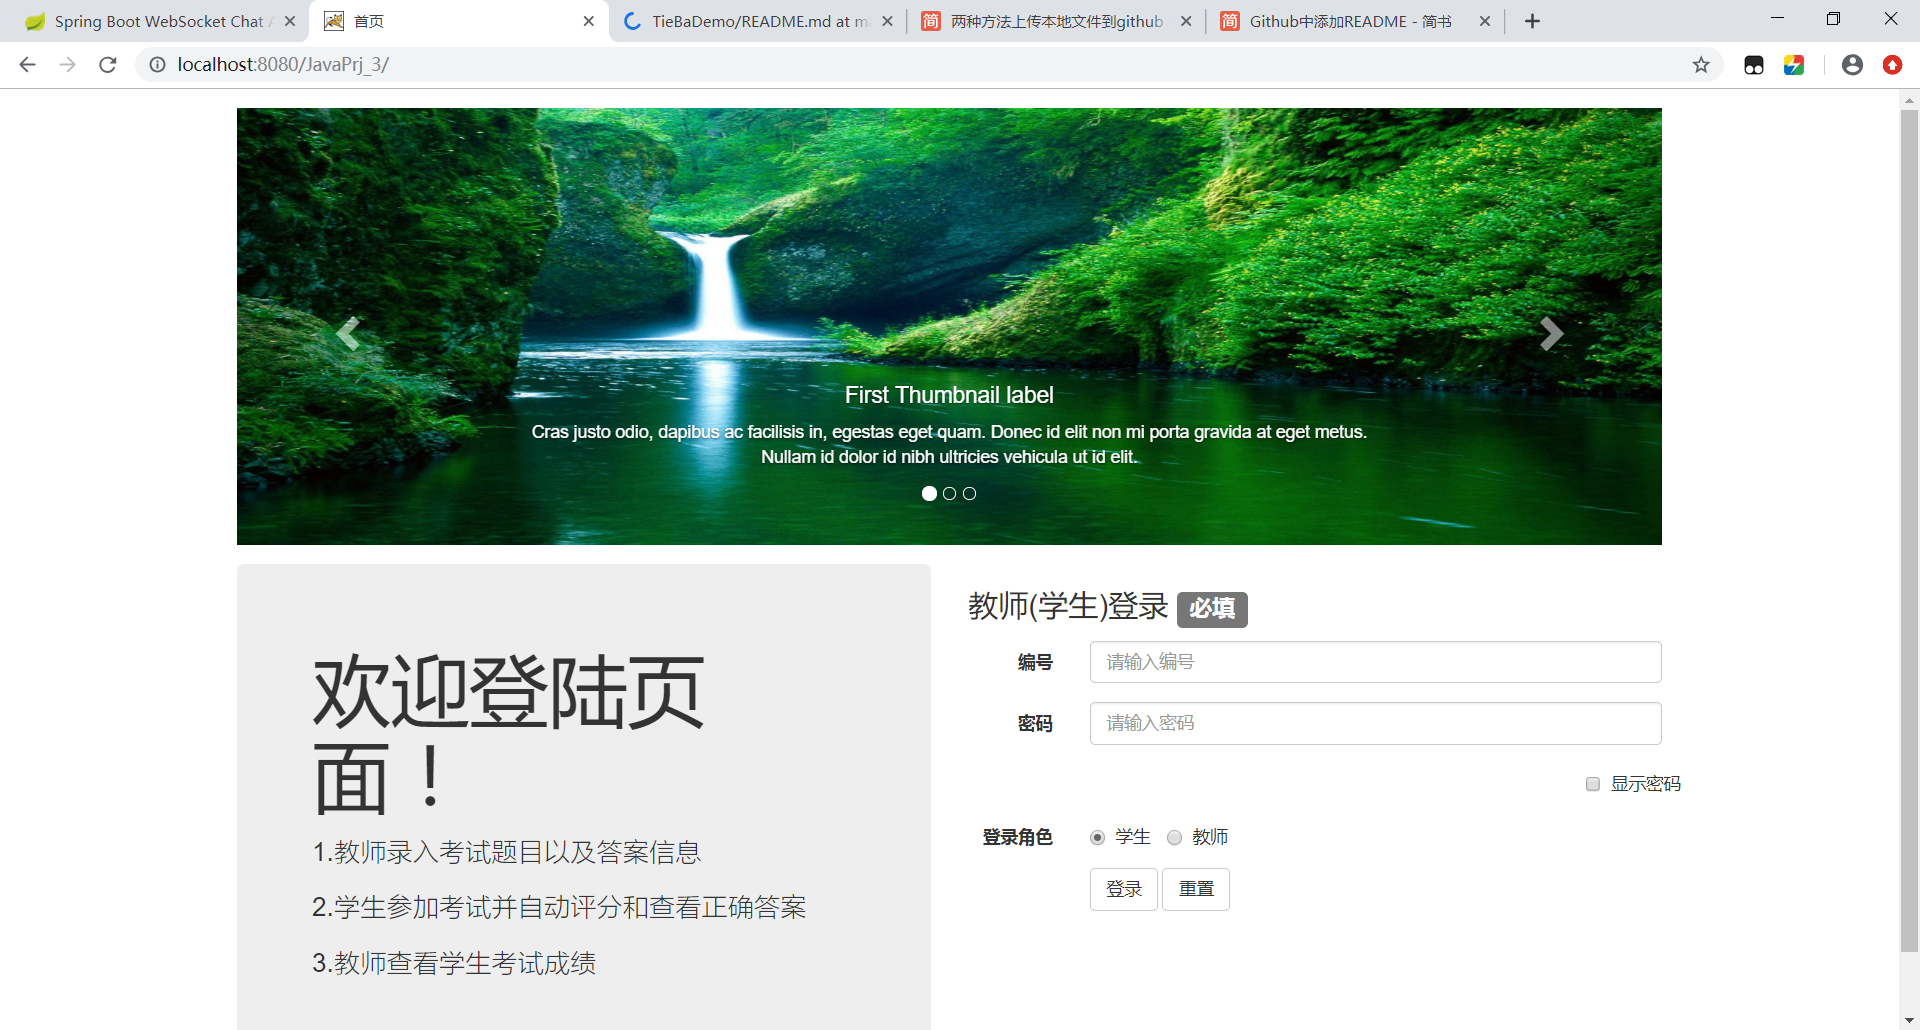 Spring Boot WebSocket Chat
首页
TieBaDemo/README.md at ma
两种方法上传本地文件到github
Github中添加README - 简书
localhost:8080/JavaPrj_3/
First Thumbnail label
Cras justo odio, dapibus ac facilisis in, egestas eget quam. Donec id elit non mi porta gravida at eget metus.
Nullam id dolor id nibh ultricies vehicula ut id elit.
欢迎登陆页
面！
1.教师录入考试题目以及答案信息
2.学生参加考试并自动评分和查看正确答案
3.教师查看学生考试成绩
教师(学生)登录 必填
编号 请输入编号
密码 请输入密码
显示密码
登录角色 学生 教师
登录 重置